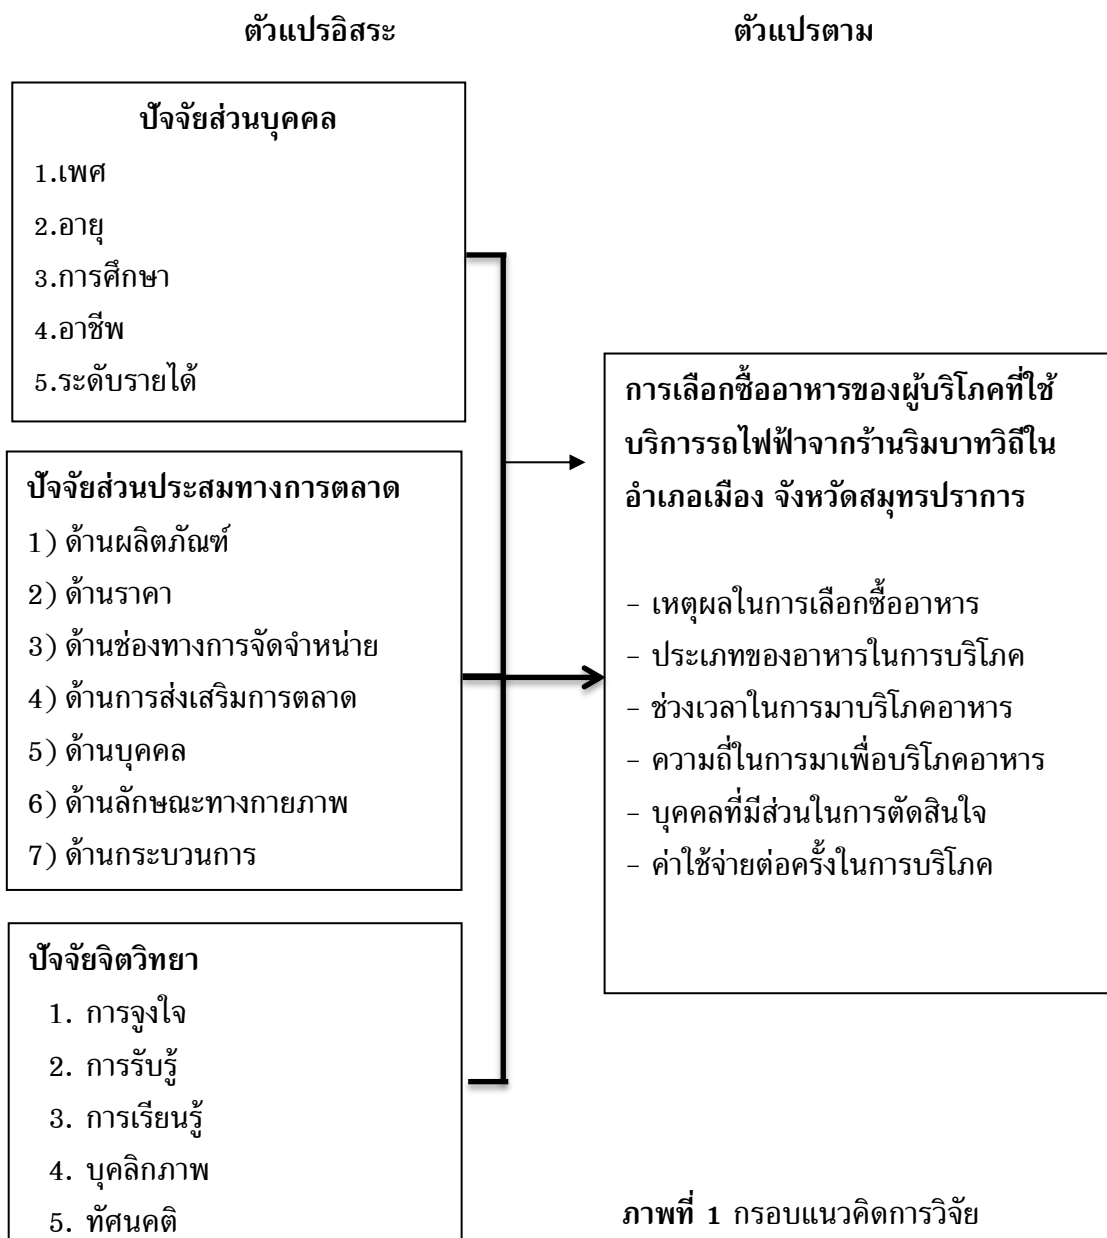 ตัวแปรอิสระ
ตัวแปรตาม
ปัจจัยส่วนบุคคล
1.เพศ
2.อายุ
3.การศึกษา
4.อาชีพ
5.ระดับรายได้
ปัจจัยส่วนประสมทางการตลาด
1) ด้านผลิตภัณฑ์
2) ด้านราคา
3) ด้านช่องทางการจัดจำหน่าย
4) ด้านการส่งเสริมการตลาด
5) ด้านบุคคล
6) ด้านลักษณะทางกายภาพ
7) ด้านกระบวนการ
ปัจจัยจิตวิทยา
1. การจูงใจ
2. การรับรู้
3. การเรียนรู้
4. บุคลิกภาพ
5. ทัศนคติ
การเลือกซื้ออาหารของผู้บริโภคที่ใช้
บริการรถไฟฟ้าจากร้านริมบาทวิถีใน
อำเภอเมือง จังหวัดสมุทรปราการ
- เหตุผลในการเลือกซื้ออาหาร
- ประเภทของอาหารในการบริโภค
- ช่วงเวลาในการมาบริโภคอาหาร
- ความถี่ในการมาเพื่อบริโภคอาหาร
- บุคคลที่มีส่วนในการตัดสินใจ
- ค่าใช้จ่ายต่อครั้งในการบริโภค
ภาพที่ 1 กรอบแนวคิดการวิจัย